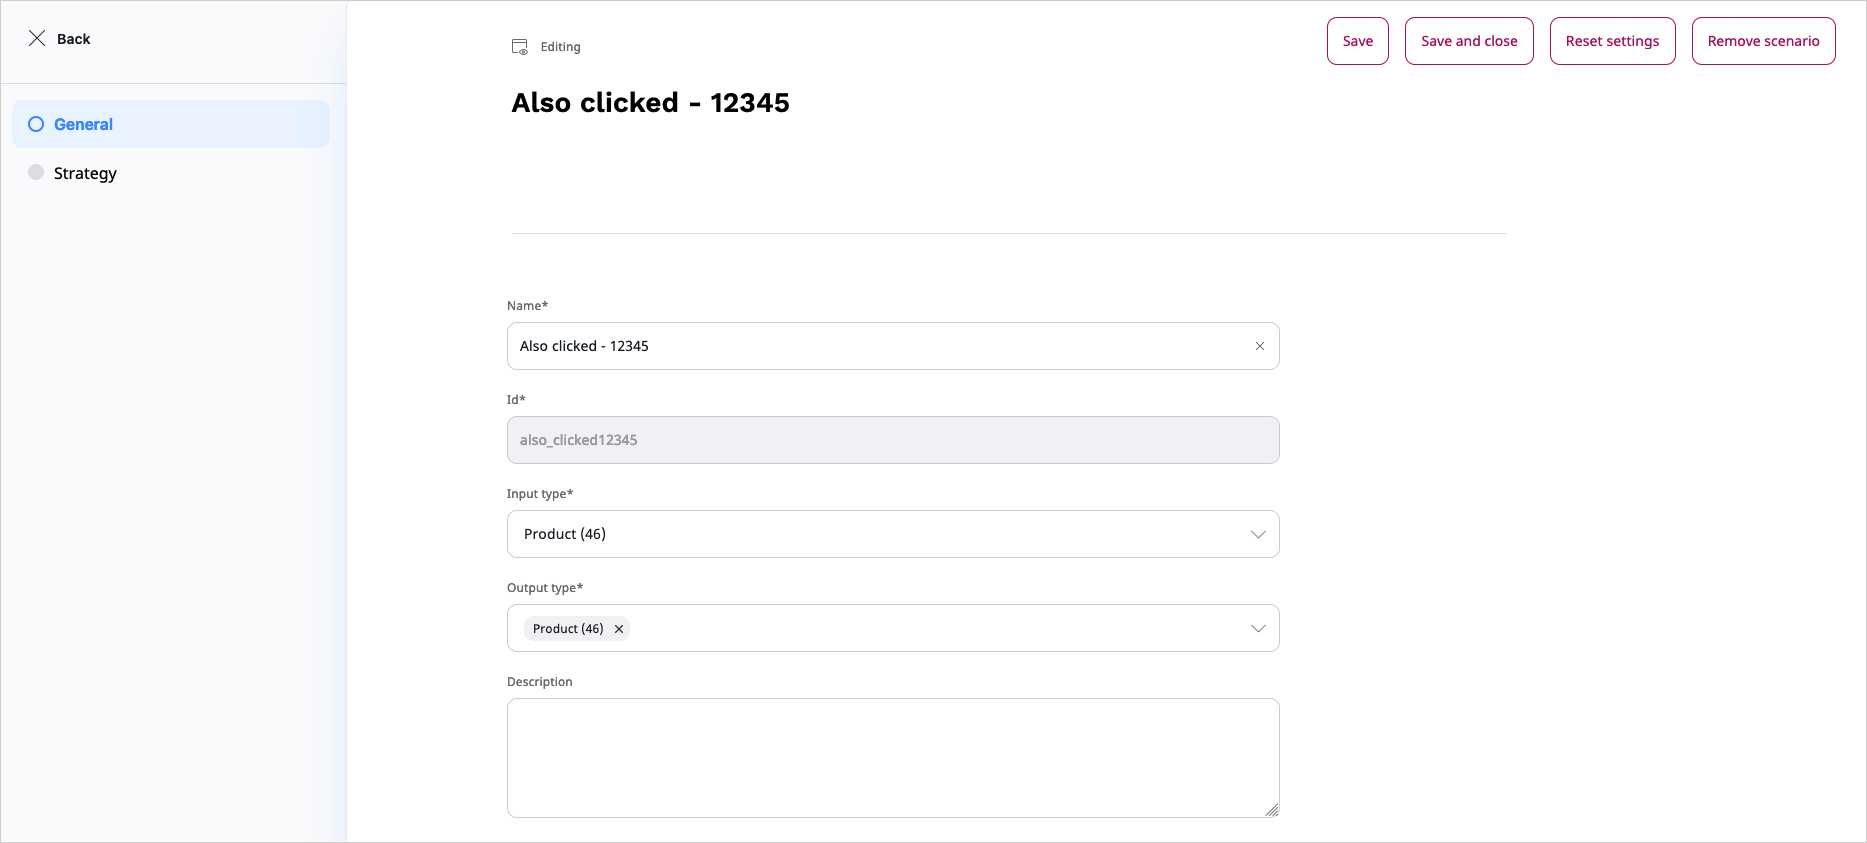 Back
General
Strategy
Editing
Save
Save and close
Reset settings
Remove scenario
Also clicked - 12345
Name*
Also clicked - 12345
Id*
also_clicked12345
Input type*
Product (46)
Output type*
Product (46)
Description